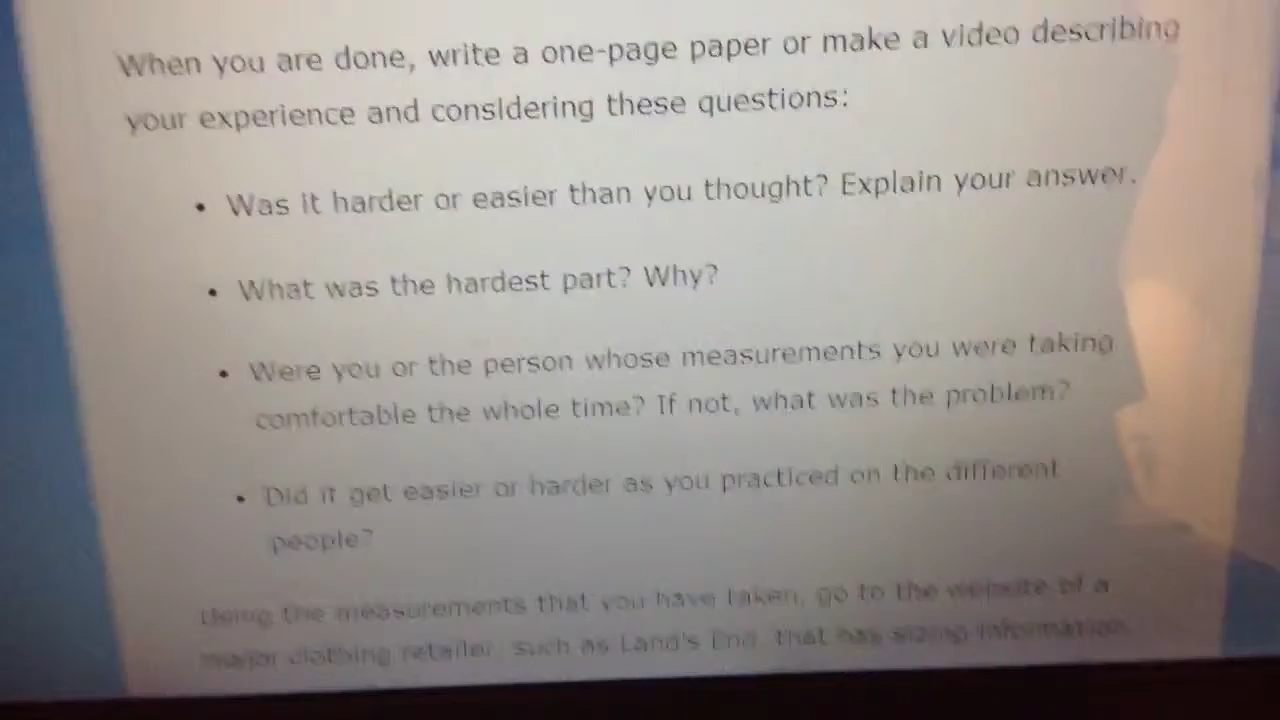 When you are done, write a one-page paper or make a video describing
your experience and considering these questions:
• Was it harder or easier than you thought? Explain your answer.
• What was the hardest part? Why?
• Were you or the person whose measurements you were taking
comfortable the whole time? If not, what was the problem?
• Did it get easier or harder as you practiced on the different
people?
Using the measurements that you have taken, go to the website of a
major clothing retailer, such as Land's End, that has sizing information